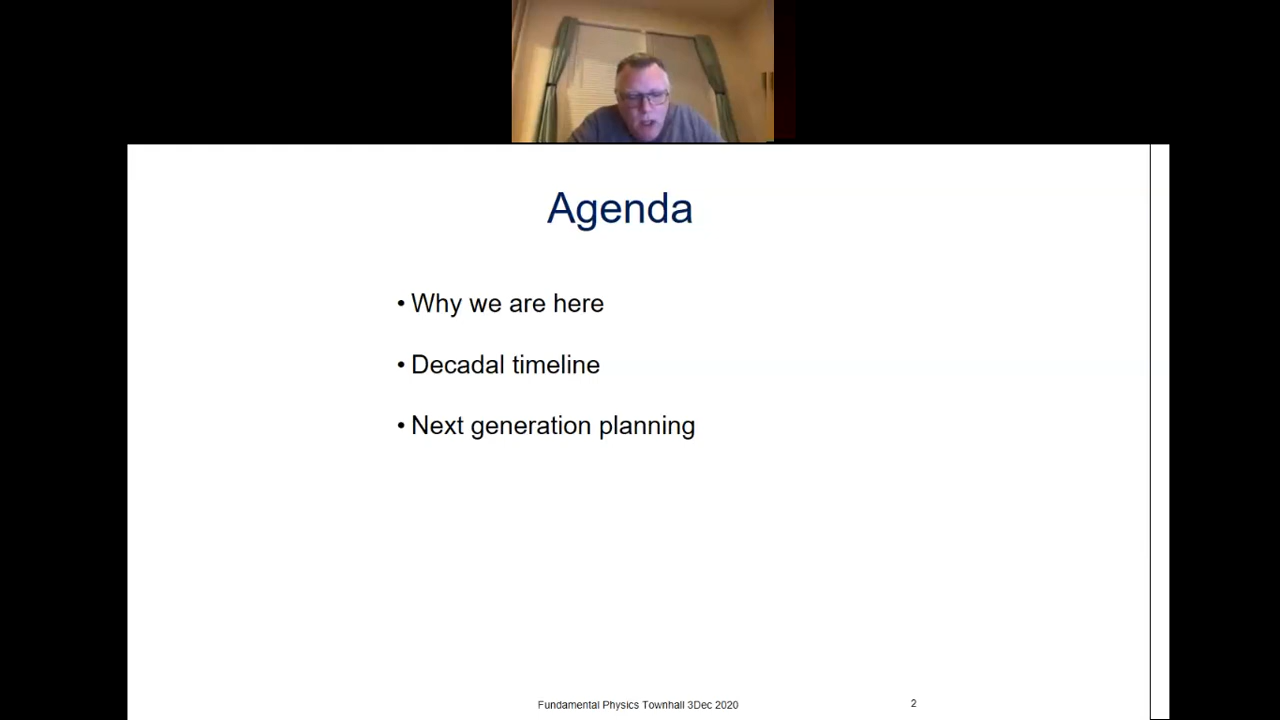 Agenda
• Why we are here
• Decadal timeline
• Next generation planning
Fundamental Physics Townhall 3Dec 2020
2